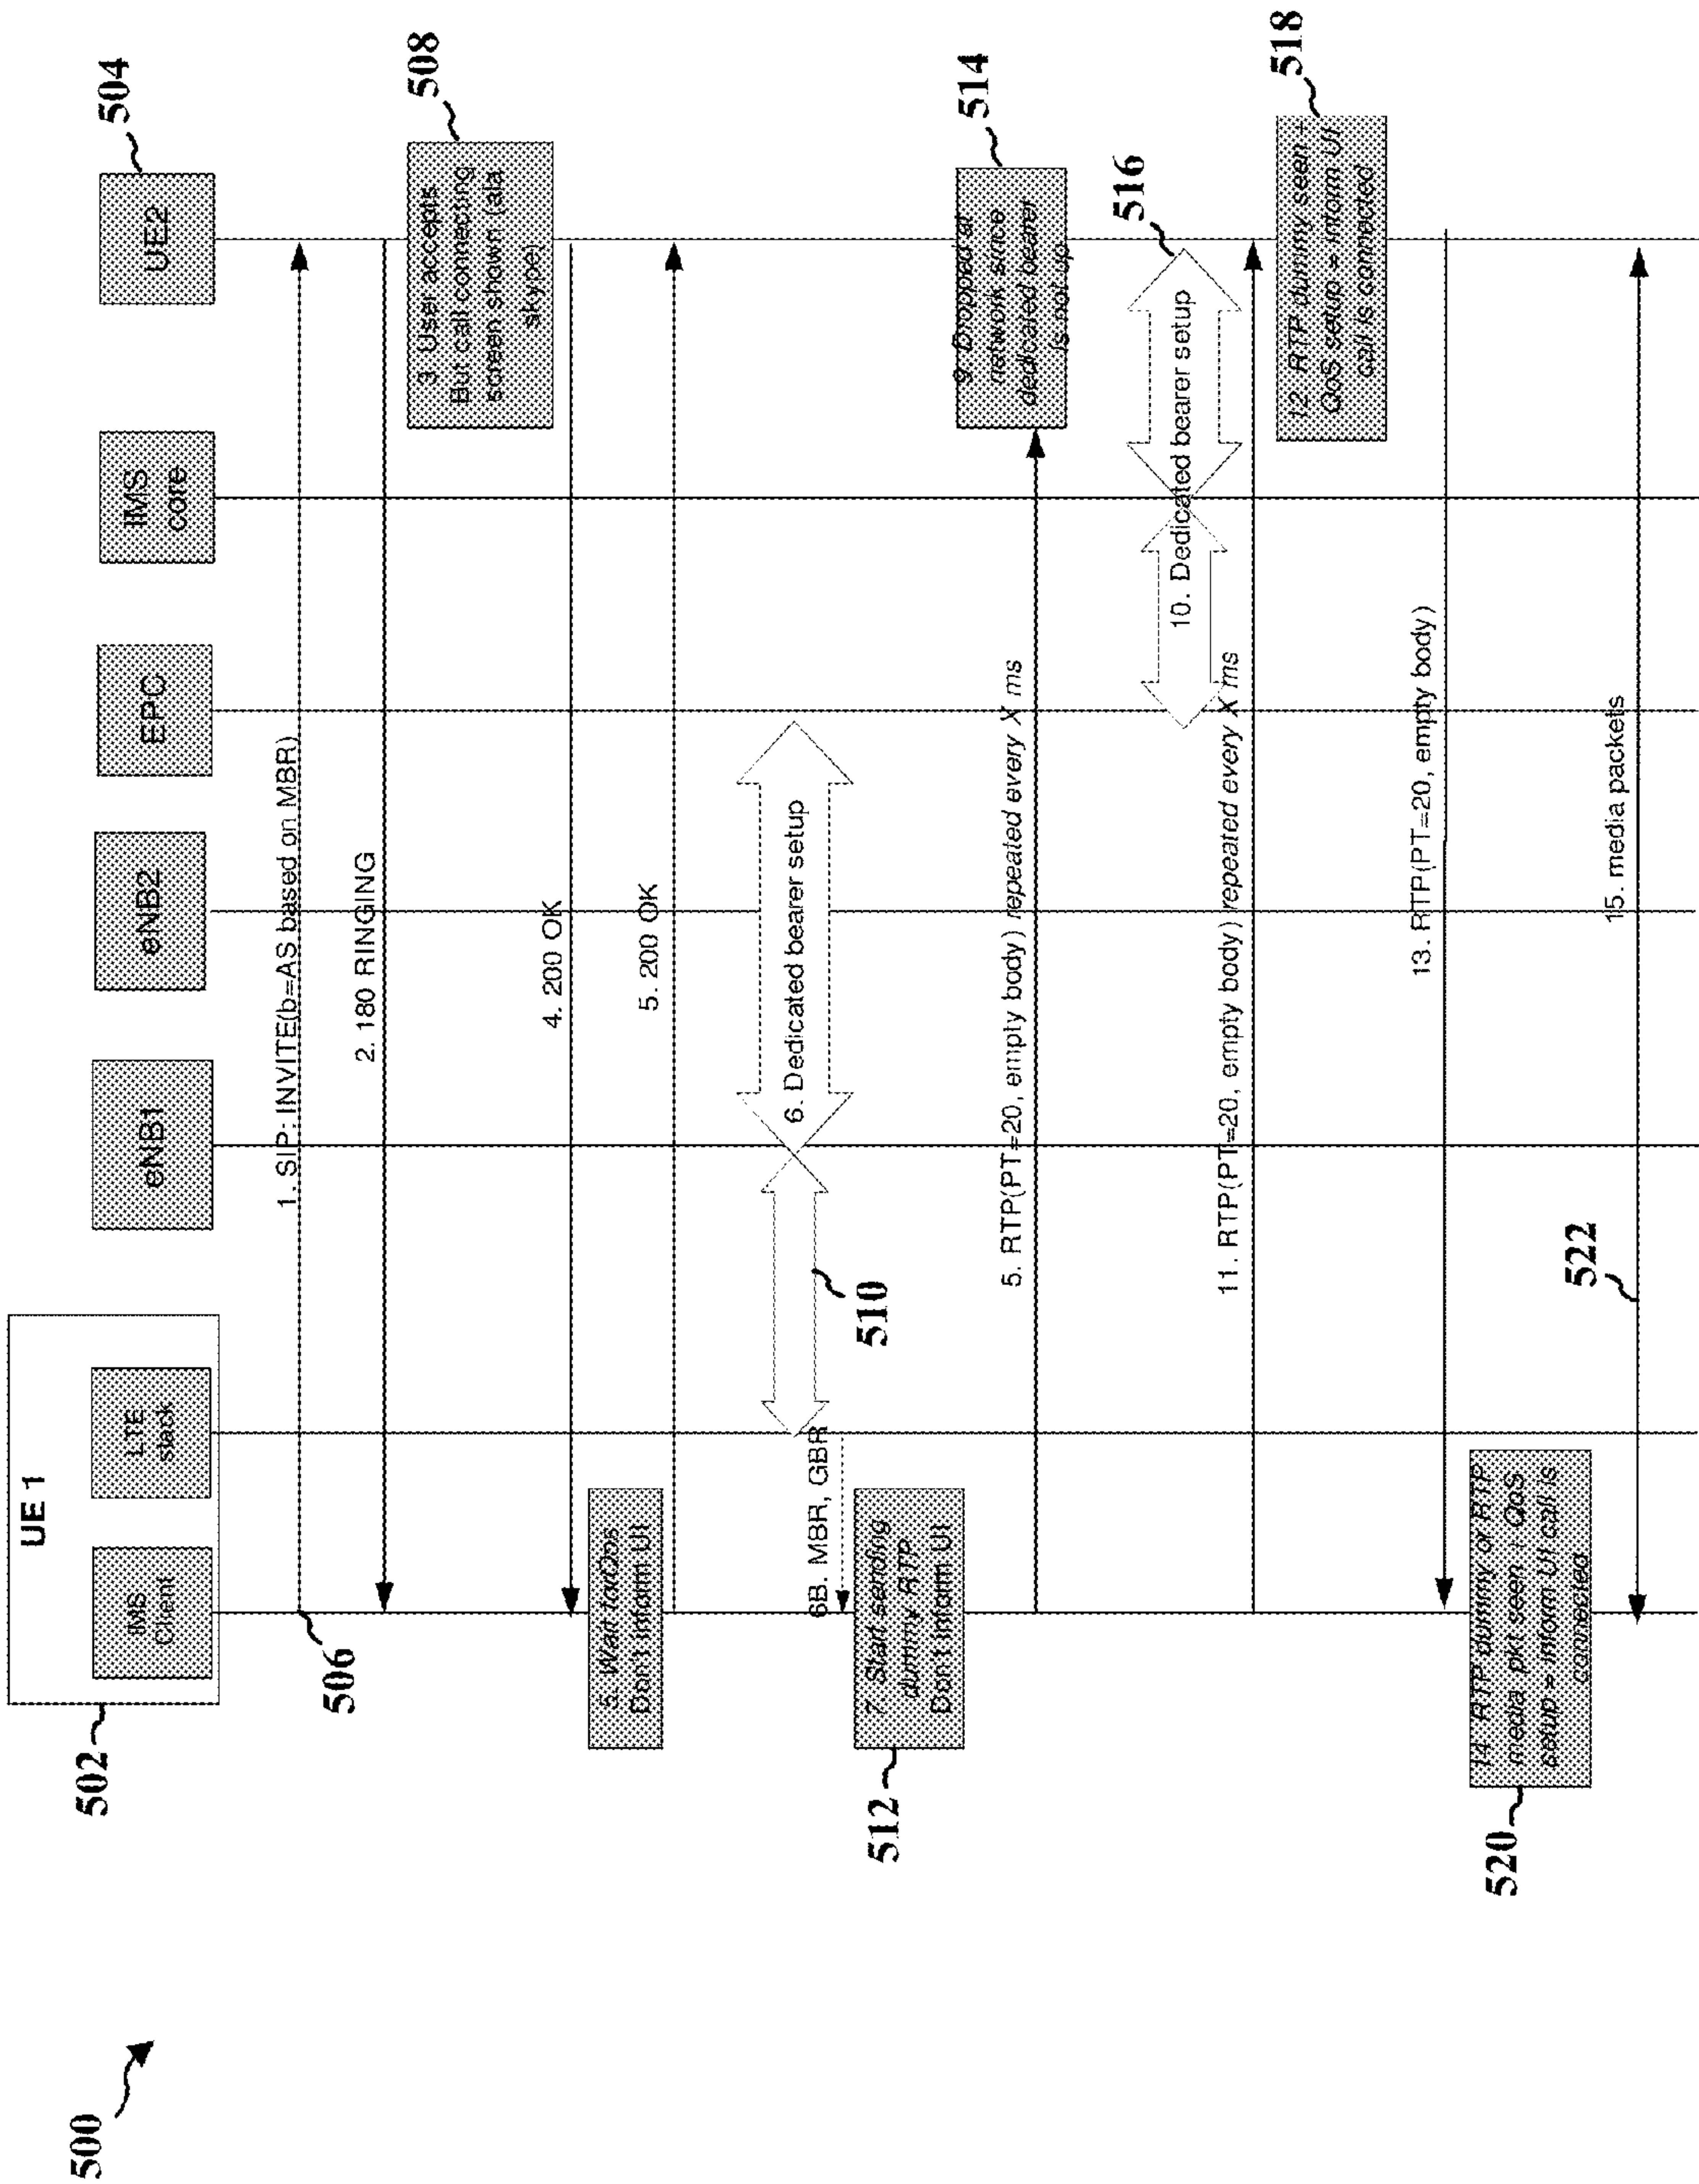 500
502
UE 1
IMS
Client
LTE
stack
eNB1
eNB2
EPC
IMS
core
UE2
504
506
1. SIP: INVITE(b=AS based on MBR)
2. 180 RINGING
3 User accepts
But call connecting
screen shown (ala
skype)
508
4. 200 OK
5. Wait forQos
Don't inform UI
5. 200 OK
6. Dedicated bearer setup
510
6B. MBR, GBR
7 Start sending
dummy RTP
Don't inform UI
512
5. RTP(PT=20, empty body) repeated every X ms
9. Dropped at
network since
dedicated bearer
is not up
514
10. Dedicated bearer setup
516
11. RTP(PT=20, empty body) repeated every X ms
12. RTP dummy seen +
QoS setup = inform UI
call is connected
518
13. RTP(PT=20, empty body)
14 RTP dummy or RTP
media pkt seen + QoS
setup = inform UI call is
connected
520
15. media packets
522